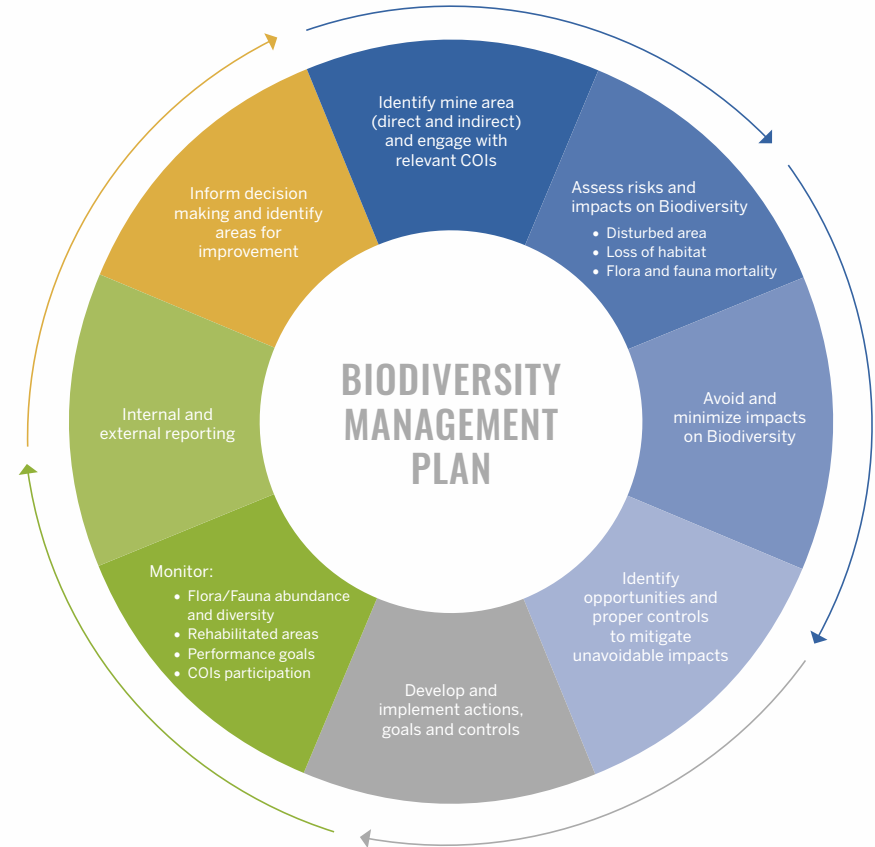 Identify mine area
(direct and indirect)
and engage with
relevant COIs
Assess risks and
impacts on Biodiversity
• Disturbed area
• Loss of habitat
• Flora and fauna mortality
Avoid and
minimize impacts
on Biodiversity
Identify
opportunities and
proper controls
to mitigate
unavoidable impacts
Develop and
implement actions,
goals and controls
Monitor:
• Flora/Fauna abundance
and diversity
• Rehabilitated areas
• Performance goals
• COIs participation
Internal and
external reporting
Inform decision
making and identify
areas for
improvement
BIODIVERSITY
MANAGEMENT
PLAN